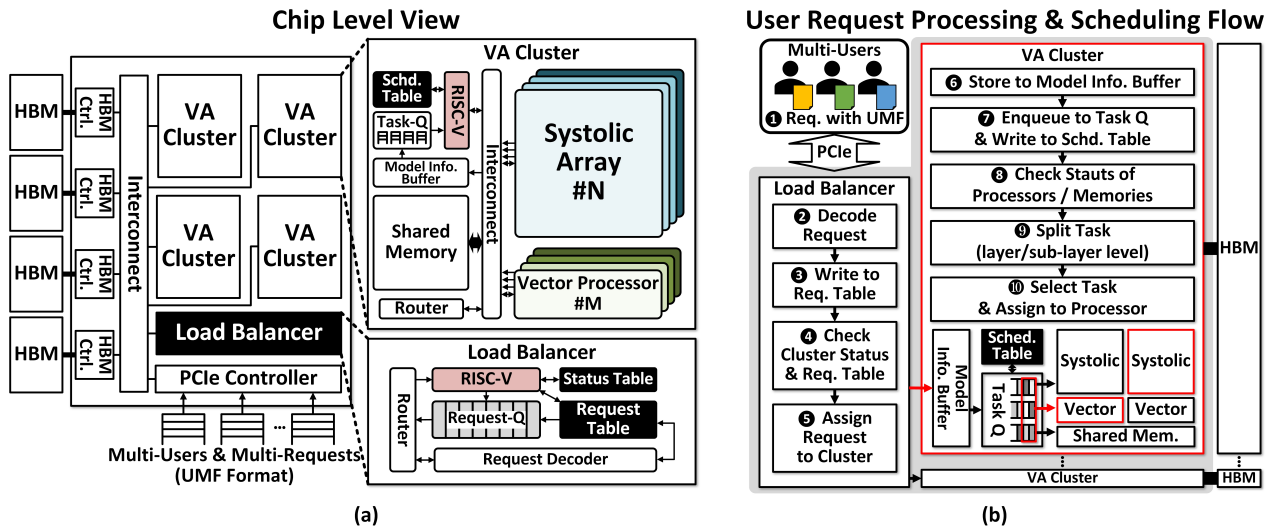 Chip Level View
HBM
HBM
HBM
HBM
HBM Ctrl.
HBM Ctrl.
HBM Ctrl.
HBM Ctrl.
Interconnect
VA
Cluster
VA
Cluster
VA
Cluster
VA
Cluster
Load Balancer
PCIe Controller
...
Multi-Users & Multi-Requests
(UMF Format)
VA Cluster
Schd.
Table
Task-Q
RISC-V
Model Info.
Buffer
Shared
Memory
Router
Interconnect
Systolic
Array
#N
Vector Processor
#M
Load Balancer
Router
RISC-V
Status Table
Request-Q
Request
Table
Request Decoder
(a)
User Request Processing & Scheduling Flow
Multi-Users
❶ Req. with UMF
PCIe
Load Balancer
❷ Decode
Request
❸ Write to
Req. Table
❹ Check
Cluster Status
& Req. Table
❺ Assign
Request
to Cluster
VA Cluster
❻ Store to Model Info. Buffer
❼ Enqueue to Task Q
& Write to Schd. Table
❽ Check Stauts of
Processors / Memories
❾ Split Task
(layer/sub-layer level)
❿ Select Task
& Assign to Processor
Model
Info. Buffer
Sched.
Table
Task Q
Systolic
Systolic
Vector
Vector
Shared Mem.
VA Cluster
HBM
HBM
(b)